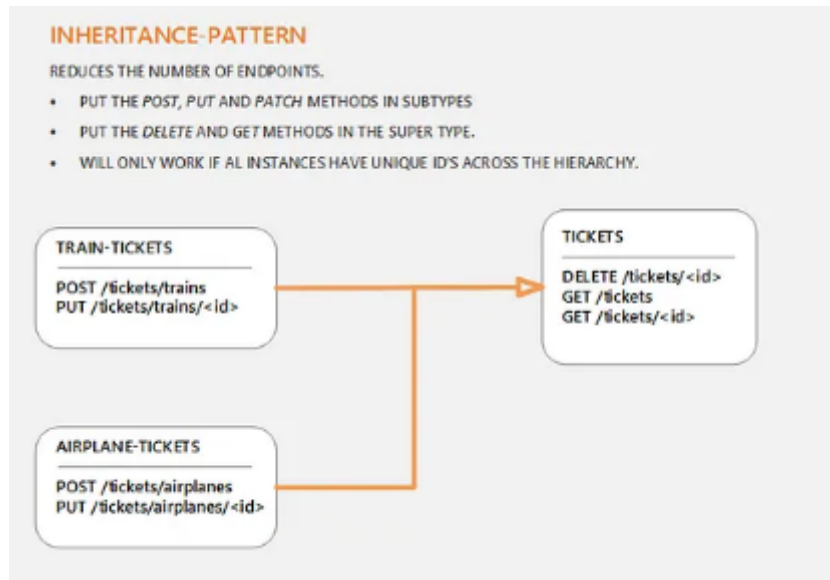 INHERITANCE-PATTERN
REDUCES THE NUMBER OF ENDPOINTS.
• PUT THE POST, PUT AND PATCH METHODS IN SUBTYPES
• PUT THE DELETE AND GET METHODS IN THE SUPER TYPE.
• WILL ONLY WORK IF AL INSTANCES HAVE UNIQUE ID'S ACROSS THE HIERARCHY.
TRAIN-TICKETS
POST /tickets/trains
PUT /tickets/trains/<id>
TICKETS
DELETE /tickets/<id>
GET /tickets
GET /tickets/<id>
AIRPLANE-TICKETS
POST /tickets/airplanes
PUT /tickets/airplanes/<id>